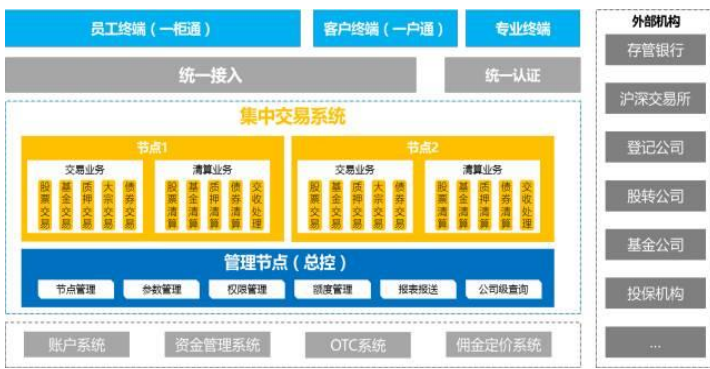 员工终端（一柜通）
客户终端（一户通）
专业终端
统一接入
统一认证
集中交易系统
节点1
交易业务
股票交易
基金交易
质押交易
大宗交易
债券交易
清算业务
股票清算
基金清算
质押清算
债券清算
交收处理
节点2
交易业务
股票交易
基金交易
质押交易
大宗交易
债券交易
清算业务
股票清算
基金清算
质押清算
债券清算
交收处理
管理节点（总控）
节点管理
参数管理
权限管理
额度管理
报表报送
公司级查询
账户系统
资金管理系统
OTC系统
佣金定价系统
外部机构
存管银行
沪深交易所
登记公司
股转公司
基金公司
投保机构
...